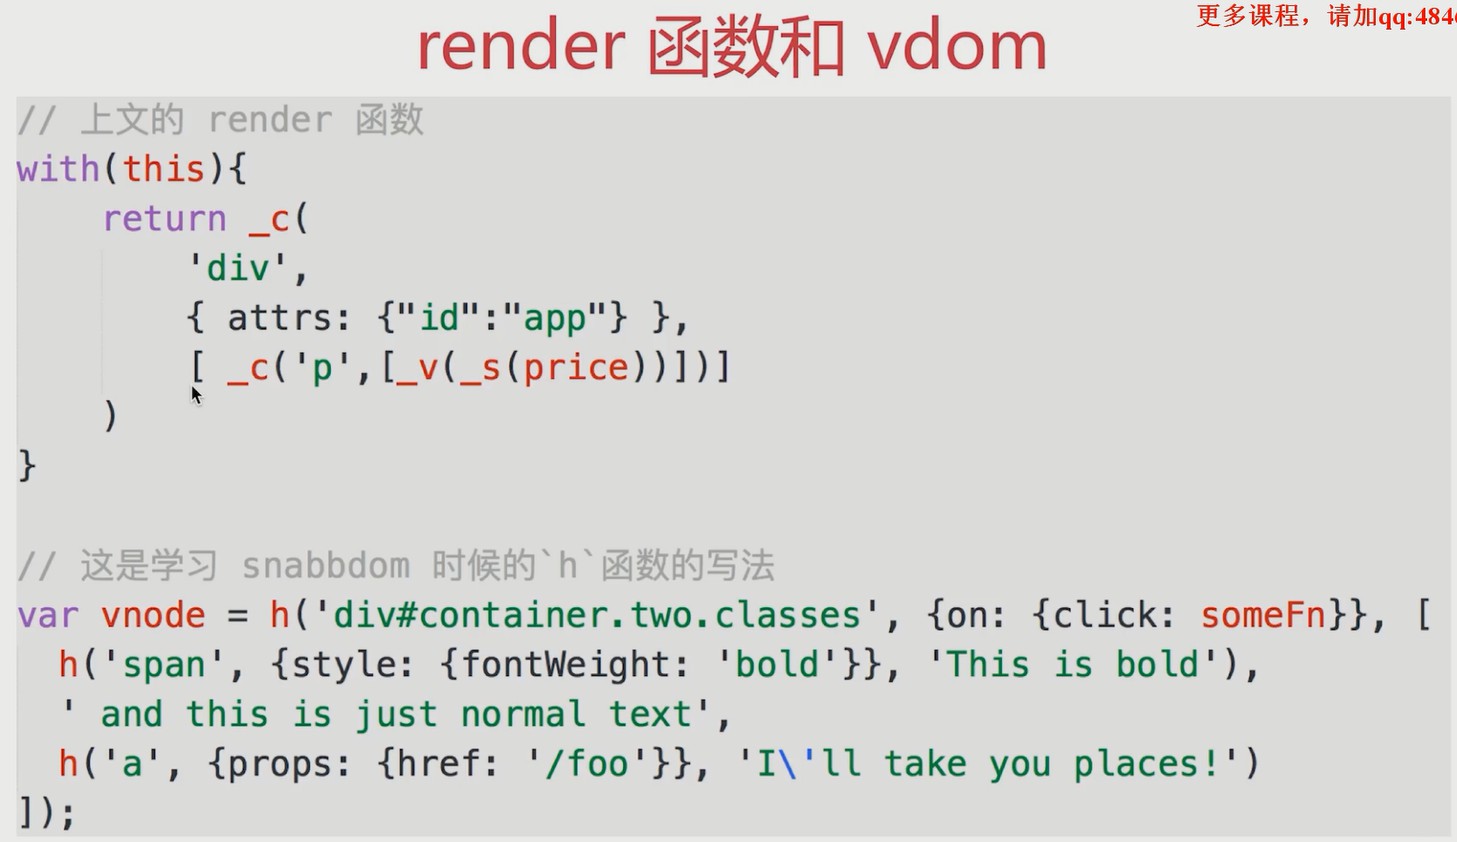 更多课程，请加qq:484
render 函数和 vdom
// 上文的 render 函数
with(this){
    return _c(
        'div',
        { attrs: {"id":"app"} },
        [ _c('p',[_v(_s(price))])]
    )
}
// 这是学习 snabbdom 时候的`h`函数的写法
var vnode = h('div#container.two.classes', {on: {click: someFn}}, [
  h('span', {style: {fontWeight: 'bold'}}, 'This is bold'),
  ' and this is just normal text',
  h('a', {props: {href: '/foo'}}, 'I\'ll take you places!')
]);